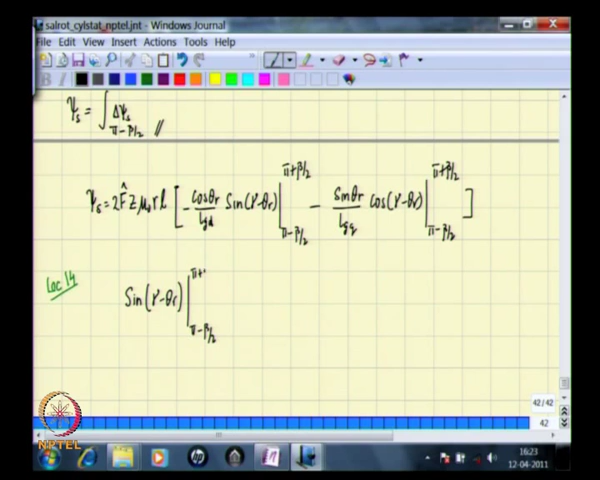 salrot_cylstat_nptel.jnt - Windows Journal
File Edit View Insert Actions Tools Help
ψs = ∫π-β/2 Δψs //
ψs = 2F̂ Z μ₀ r l [ - cosθr/lgd Sin(γ-θr) |π-β/2^π+β/2 - sinθr/lgq cos(γ-θr) |π-β/2^π+β/2 ]
Lec 14
Sin(γ-θr) |π-β/2^π+
42/42
42
NPTEL
16:23
12-04-2011